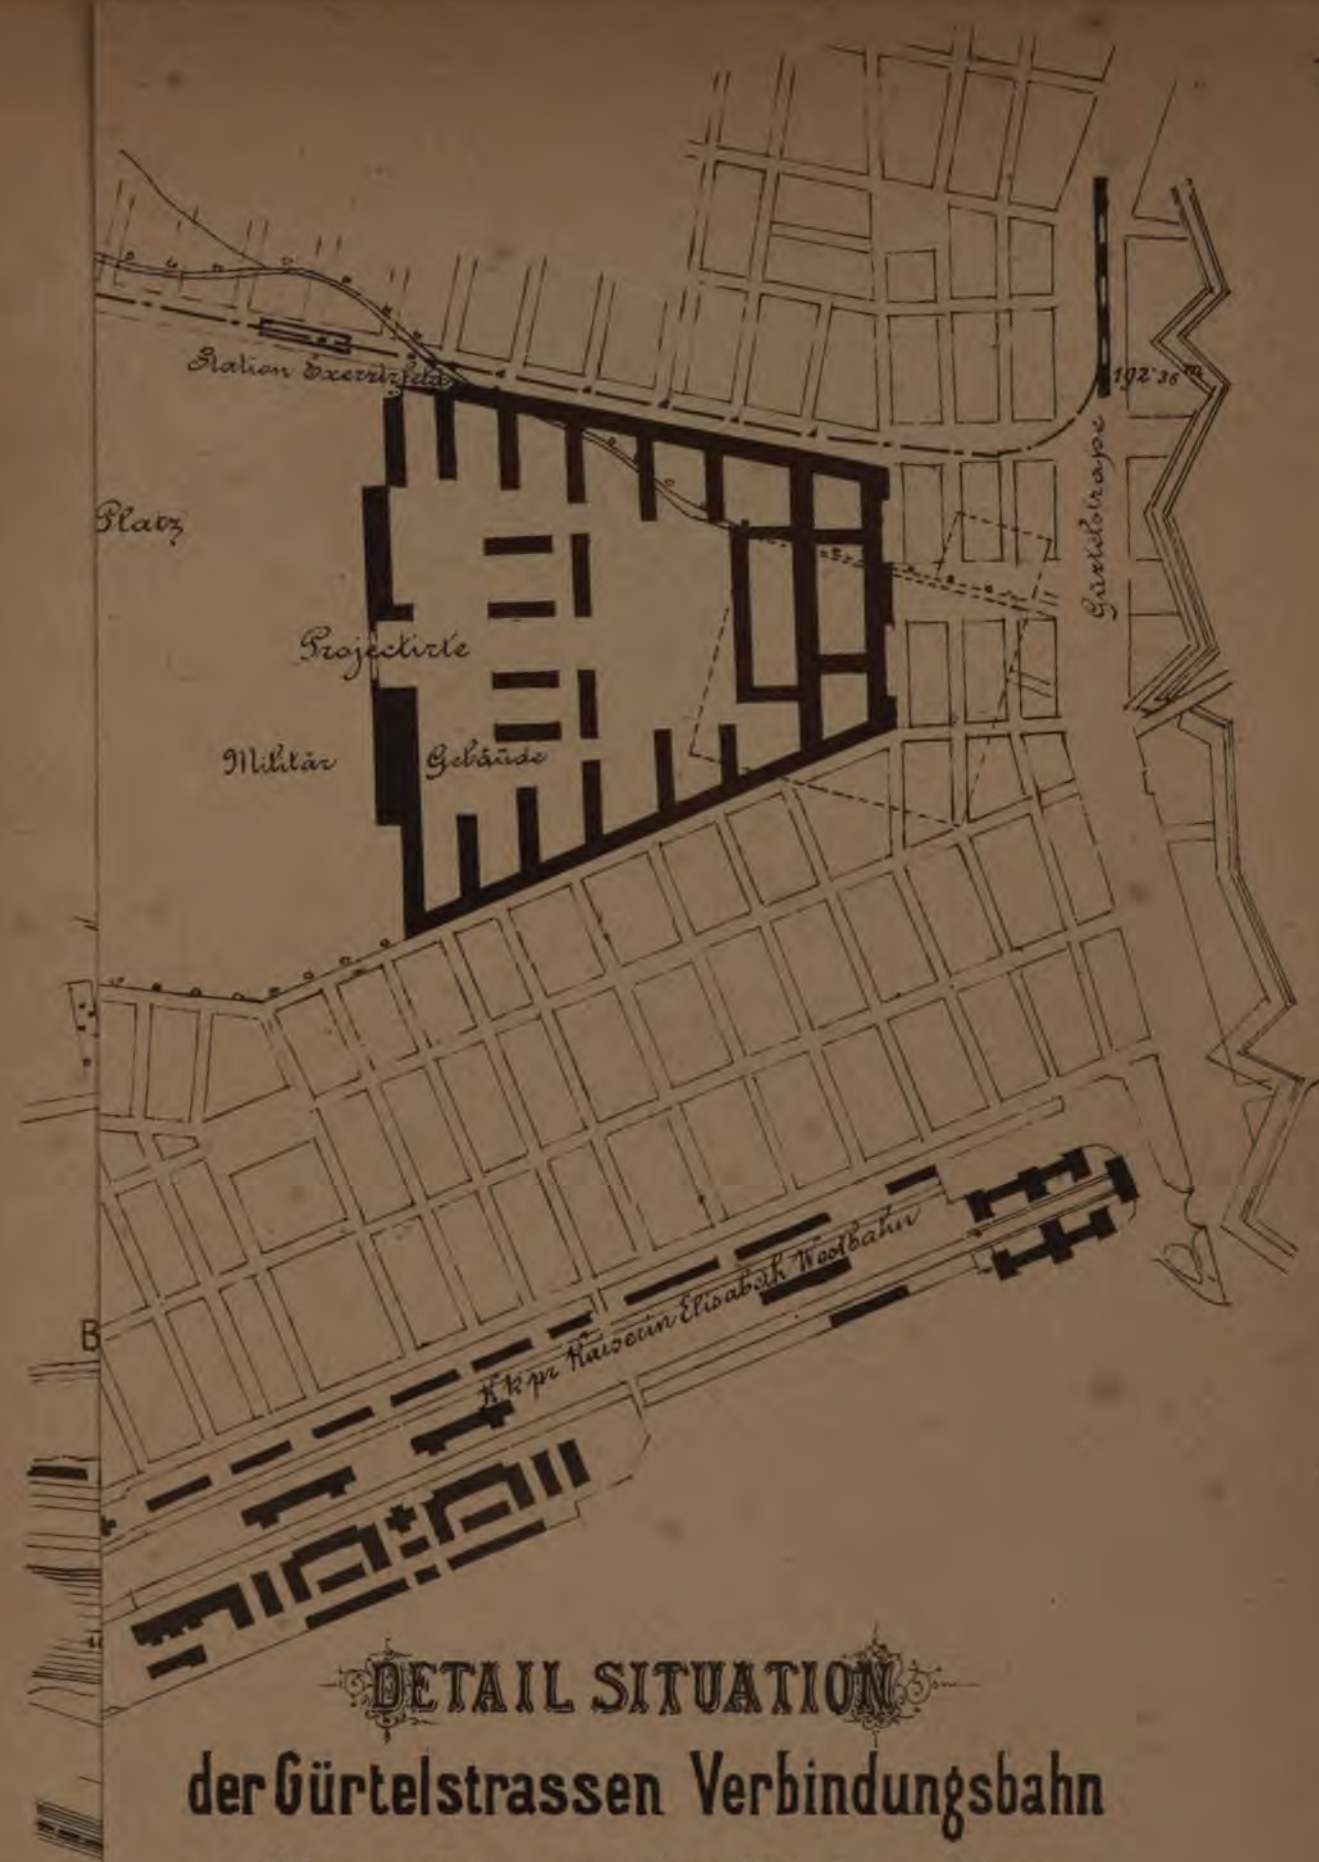 Station Exerzirfeld
192·36 m
Gürtelstraße
Platz
Projectirte
Militär Gebäude
B
K k pr Kaiserin Elisabeth Westbahn
DETAIL SITUATION
der Gürtelstrassen Verbindungsbahn